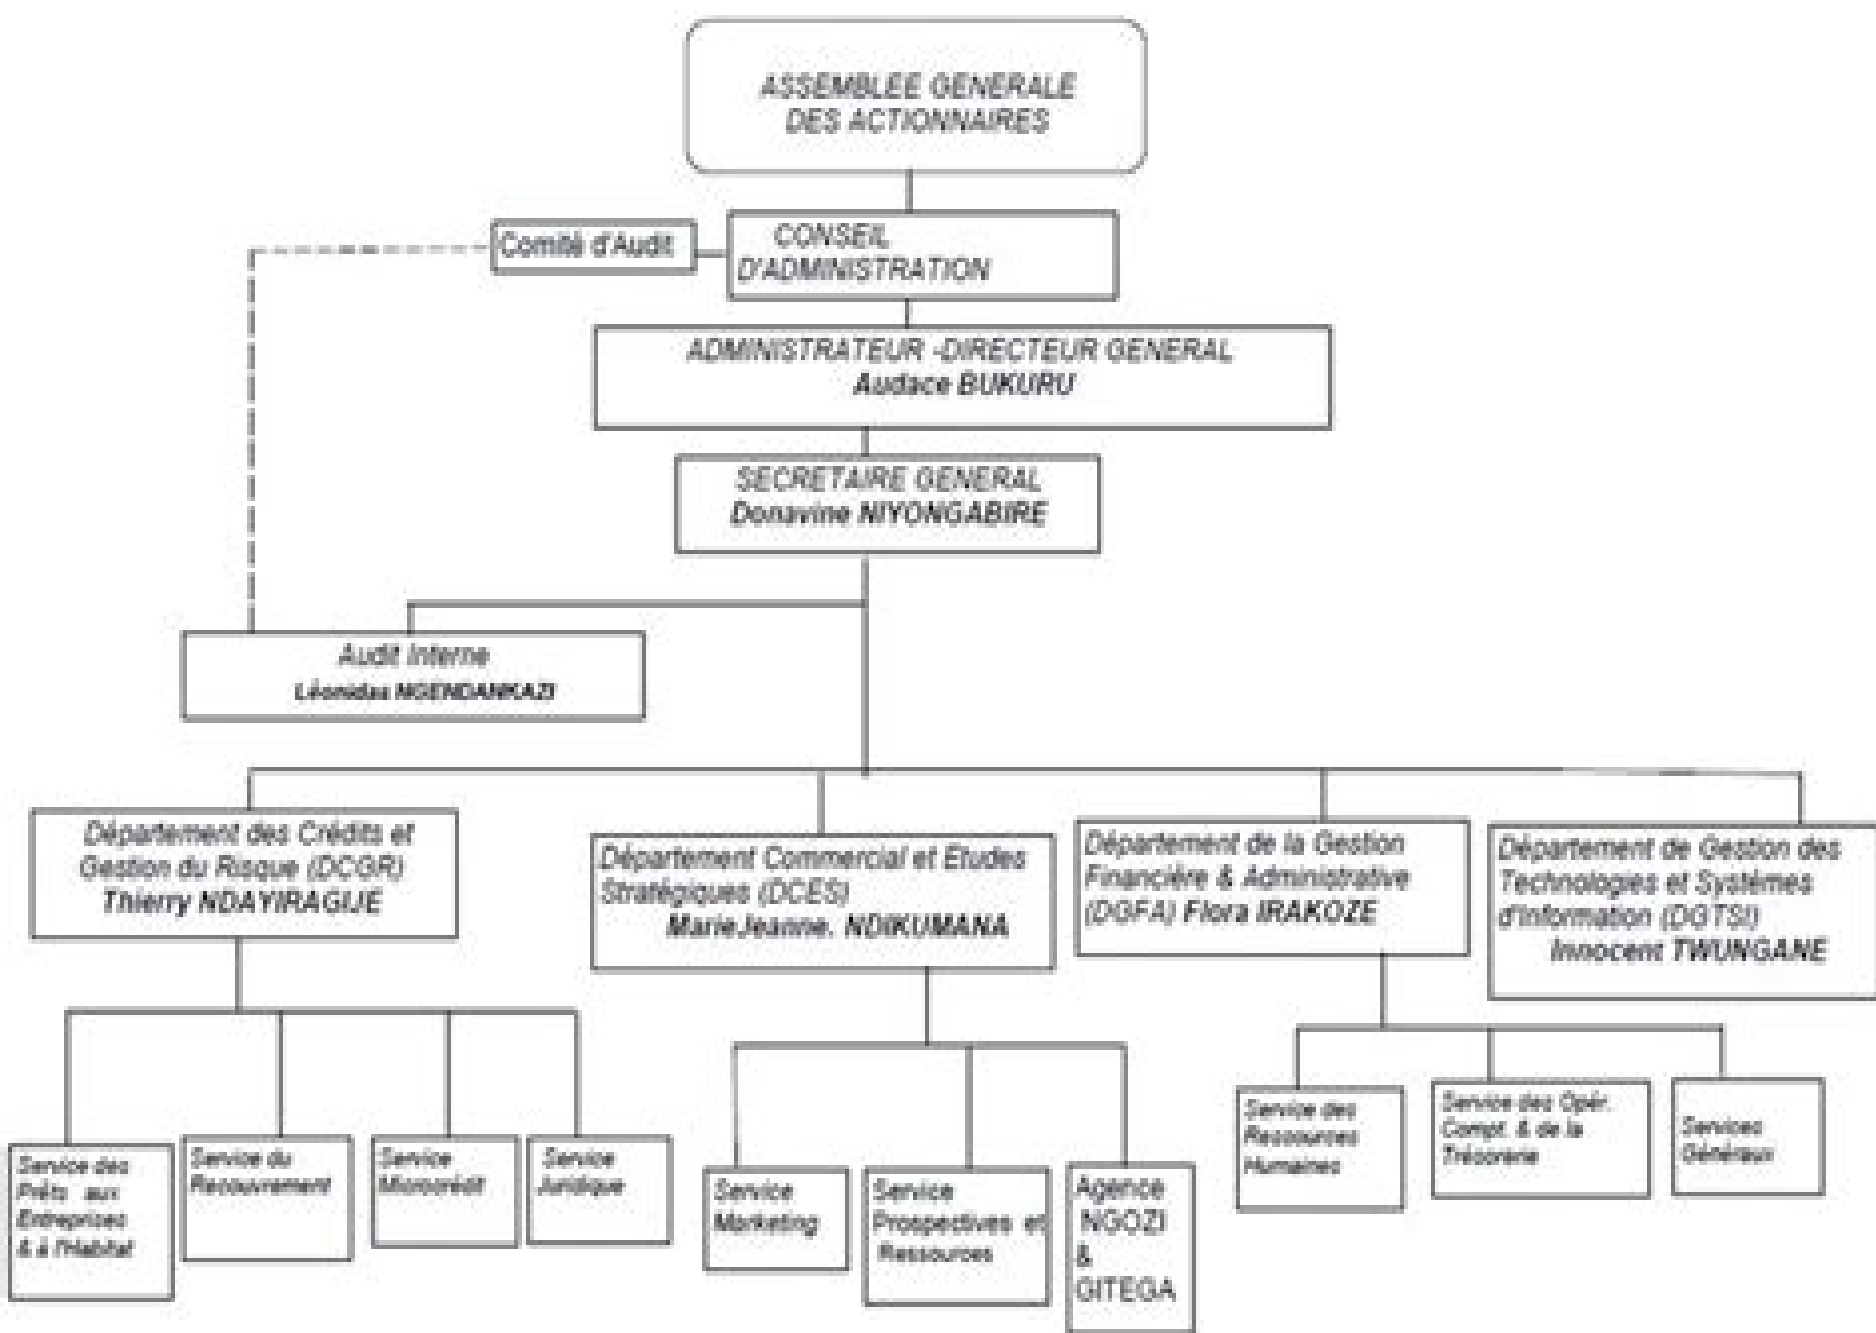 ASSEMBLEE GENERALE
DES ACTIONNAIRES
Comité d'Audit
CONSEIL
D'ADMINISTRATION
ADMINISTRATEUR -DIRECTEUR GENERAL
Audace BUKURU
SECRETAIRE GENERAL
Donavine NIYONGABIRE
Audit Interne
Léonidas NGENDANKAZI
Département des Crédits et
Gestion du Risque (DCGR)
Thierry NDAYIRAGIJE
Département Commercial et Etudes
Stratégiques (DCES)
MarieJeanne. NDIKUMANA
Département de la Gestion
Financière & Administrative
(DGFA) Flora IRAKOZE
Département de Gestion des
Technologies et Systèmes
d'Information (DGTSI)
Innocent TWUNGANE
Service des
Prêts aux
Entreprises
& à l'Habitat
Service du
Recouvrement
Service
Microcrédit
Service
Juridique
Service
Marketing
Service
Prospectives et
Ressources
Agence
NGOZI
&
GITEGA
Service des
Ressources
Humaines
Service des Opér.
Compt. & de la
Trésorerie
Services
Généraux